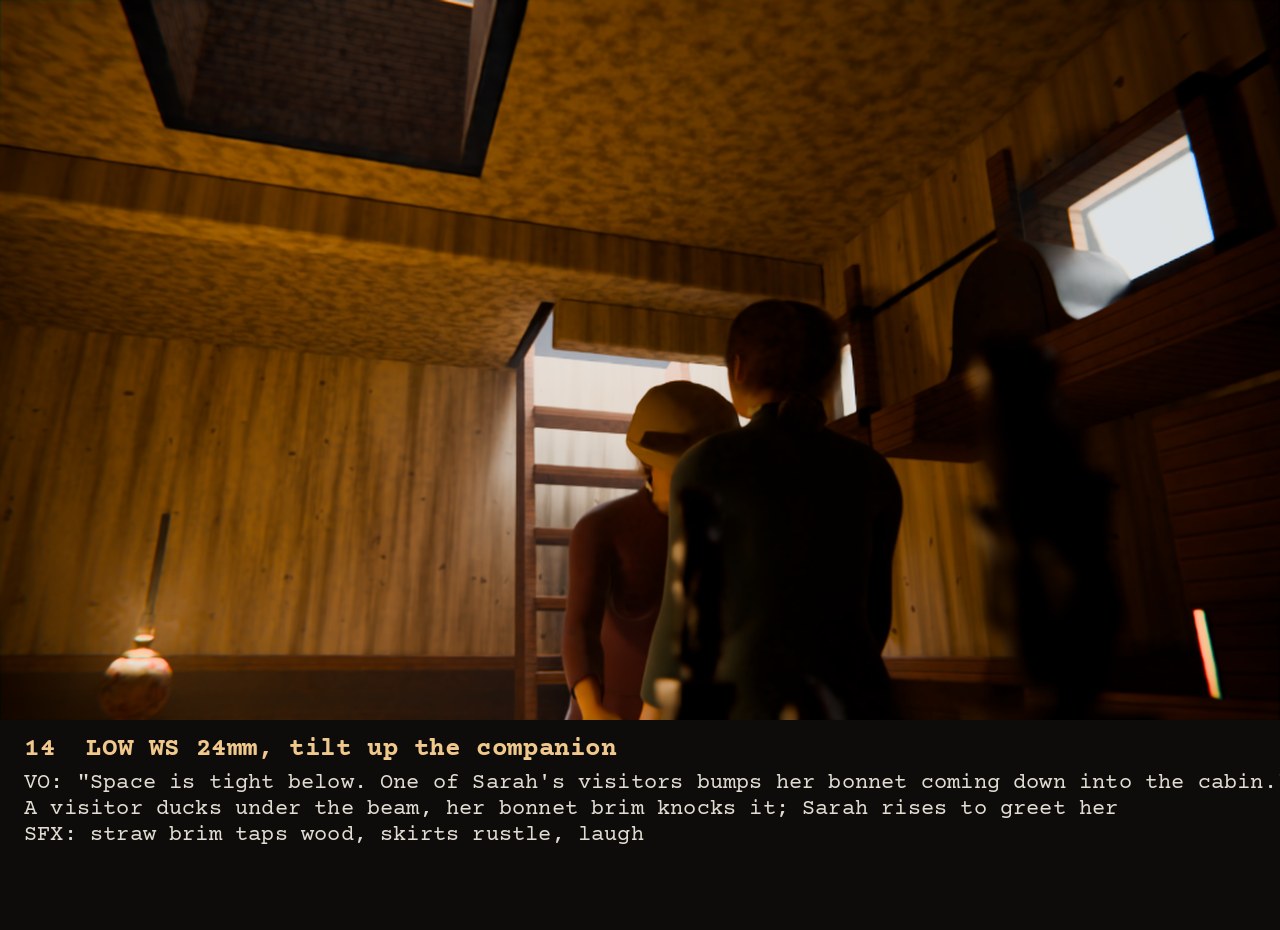 14  LOW WS 24mm, tilt up the companion
VO: "Space is tight below. One of Sarah's visitors bumps her bonnet coming down into the cabin.
A visitor ducks under the beam, her bonnet brim knocks it; Sarah rises to greet her
SFX: straw brim taps wood, skirts rustle, laugh